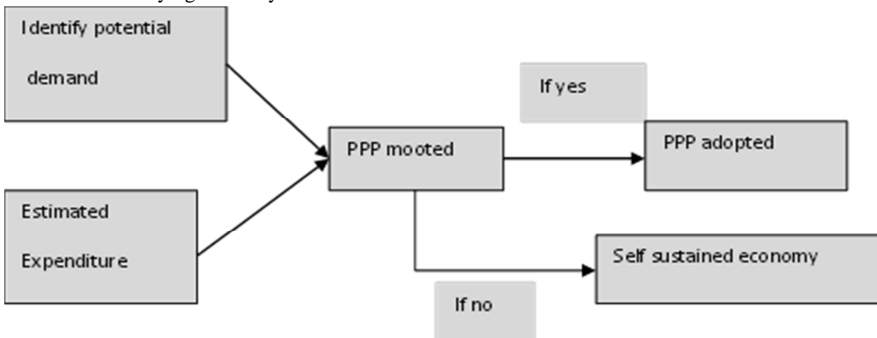 Identify potential
demand
If yes
PPP mooted
PPP adopted
Estimated
Expenditure
Self sustained economy
If no